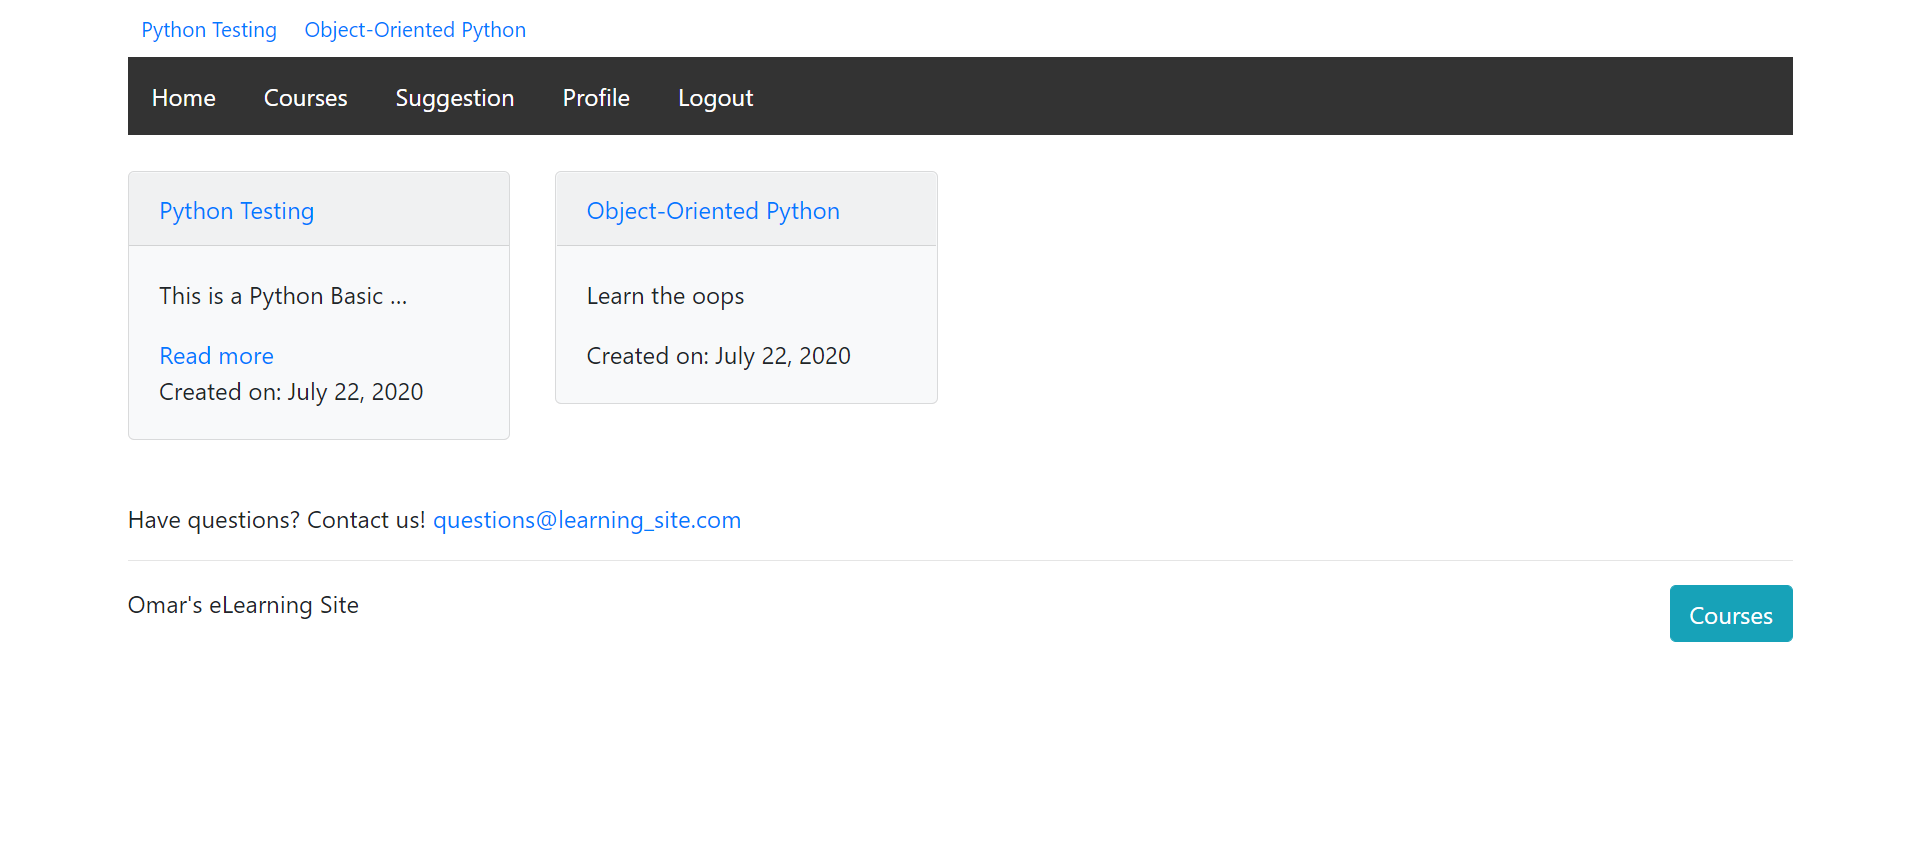 Python Testing Object-Oriented Python
Home Courses Suggestion Profile Logout
Python Testing
This is a Python Basic ...
Read more
Created on: July 22, 2020
Object-Oriented Python
Learn the oops
Created on: July 22, 2020
Have questions? Contact us! questions@learning_site.com
Omar's eLearning Site
Courses